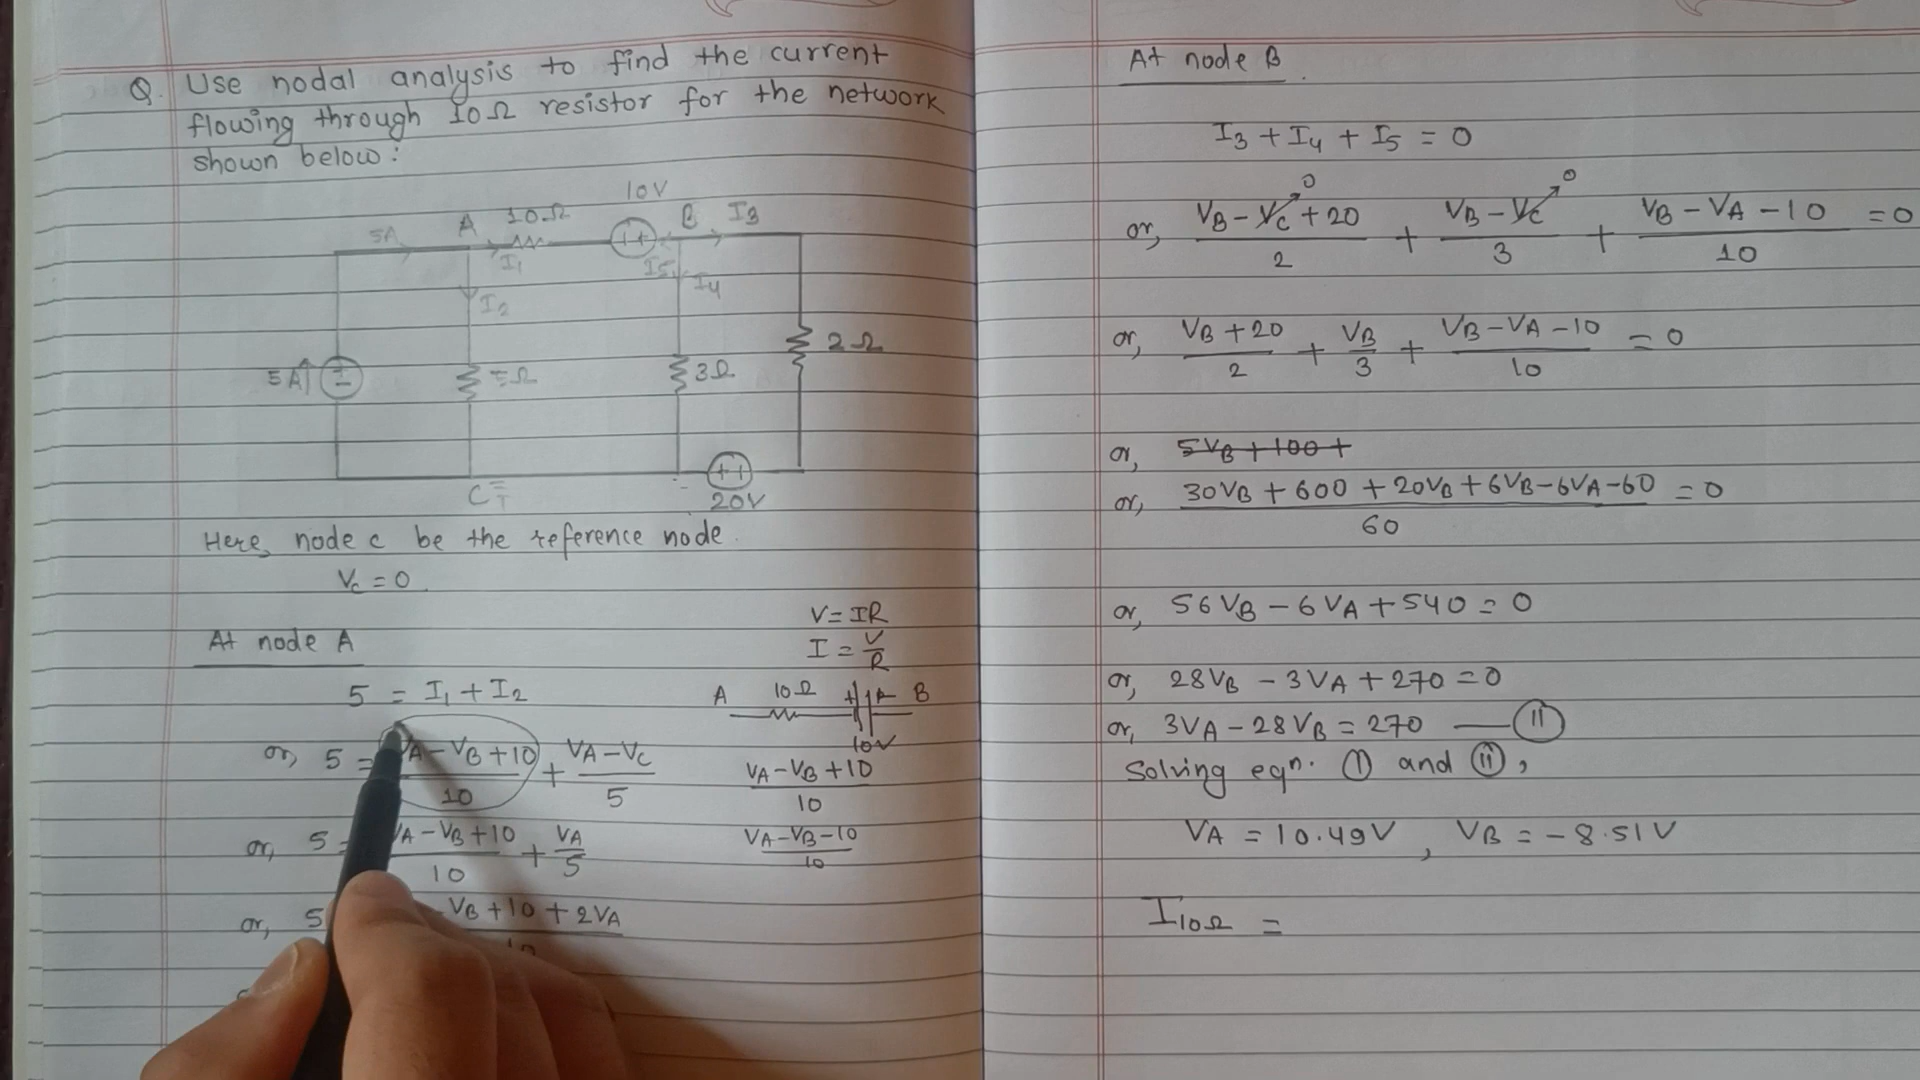 Q. Use nodal analysis to find the current
flowing through 10Ω resistor for the network
shown below:
10V
5A A 10Ω B I3
I1 I5 I4
I2
5A 5Ω 3Ω 2Ω
C
20V
Here, node c be the reference node.
Vc = 0
At node A
5 = I1 + I2
or, 5 = VA - VB + 10 / 10 + VA - VC / 5
or, 5 = VA - VB + 10 / 10 + VA / 5
or, 5 - VB + 10 + 2VA
V = IR
I = V / R
A 10Ω B
10V
VA - VB + 10 / 10
VA - VB - 10 / 10
At node B
I3 + I4 + I5 = 0
or, VB - Vc + 20 / 2 + VB - Vc / 3 + VB - VA - 10 / 10 = 0
or, VB + 20 / 2 + VB / 3 + VB - VA - 10 / 10 = 0
or, 5VB + 100 +
or, 30VB + 600 + 20VB + 6VB - 6VA - 60 / 60 = 0
or, 56VB - 6VA + 540 = 0
or, 28VB - 3VA + 270 = 0
or, 3VA - 28VB = 270 — II
Solving eqn. I and II,
VA = 10.49V, VB = -8.51V
I10Ω =